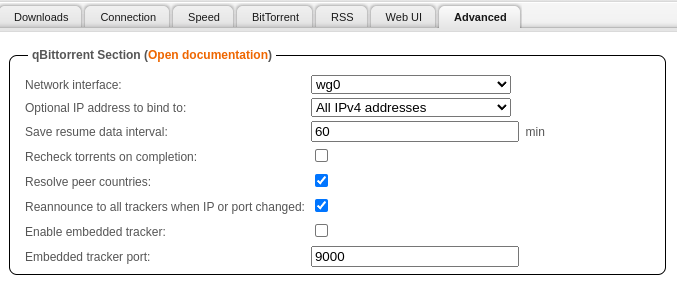 Downloads Connection Speed BitTorrent RSS Web UI Advanced
qBittorrent Section (Open documentation)
Network interface: wg0
Optional IP address to bind to: All IPv4 addresses
Save resume data interval: 60 min
Recheck torrents on completion:
Resolve peer countries:
Reannounce to all trackers when IP or port changed:
Enable embedded tracker:
Embedded tracker port: 9000